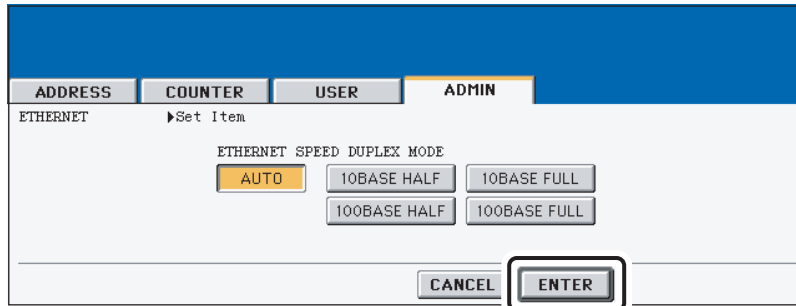 ADDRESS COUNTER USER ADMIN
ETHERNET ▶Set Item
ETHERNET SPEED DUPLEX MODE
AUTO 10BASE HALF 10BASE FULL
100BASE HALF 100BASE FULL
CANCEL ENTER